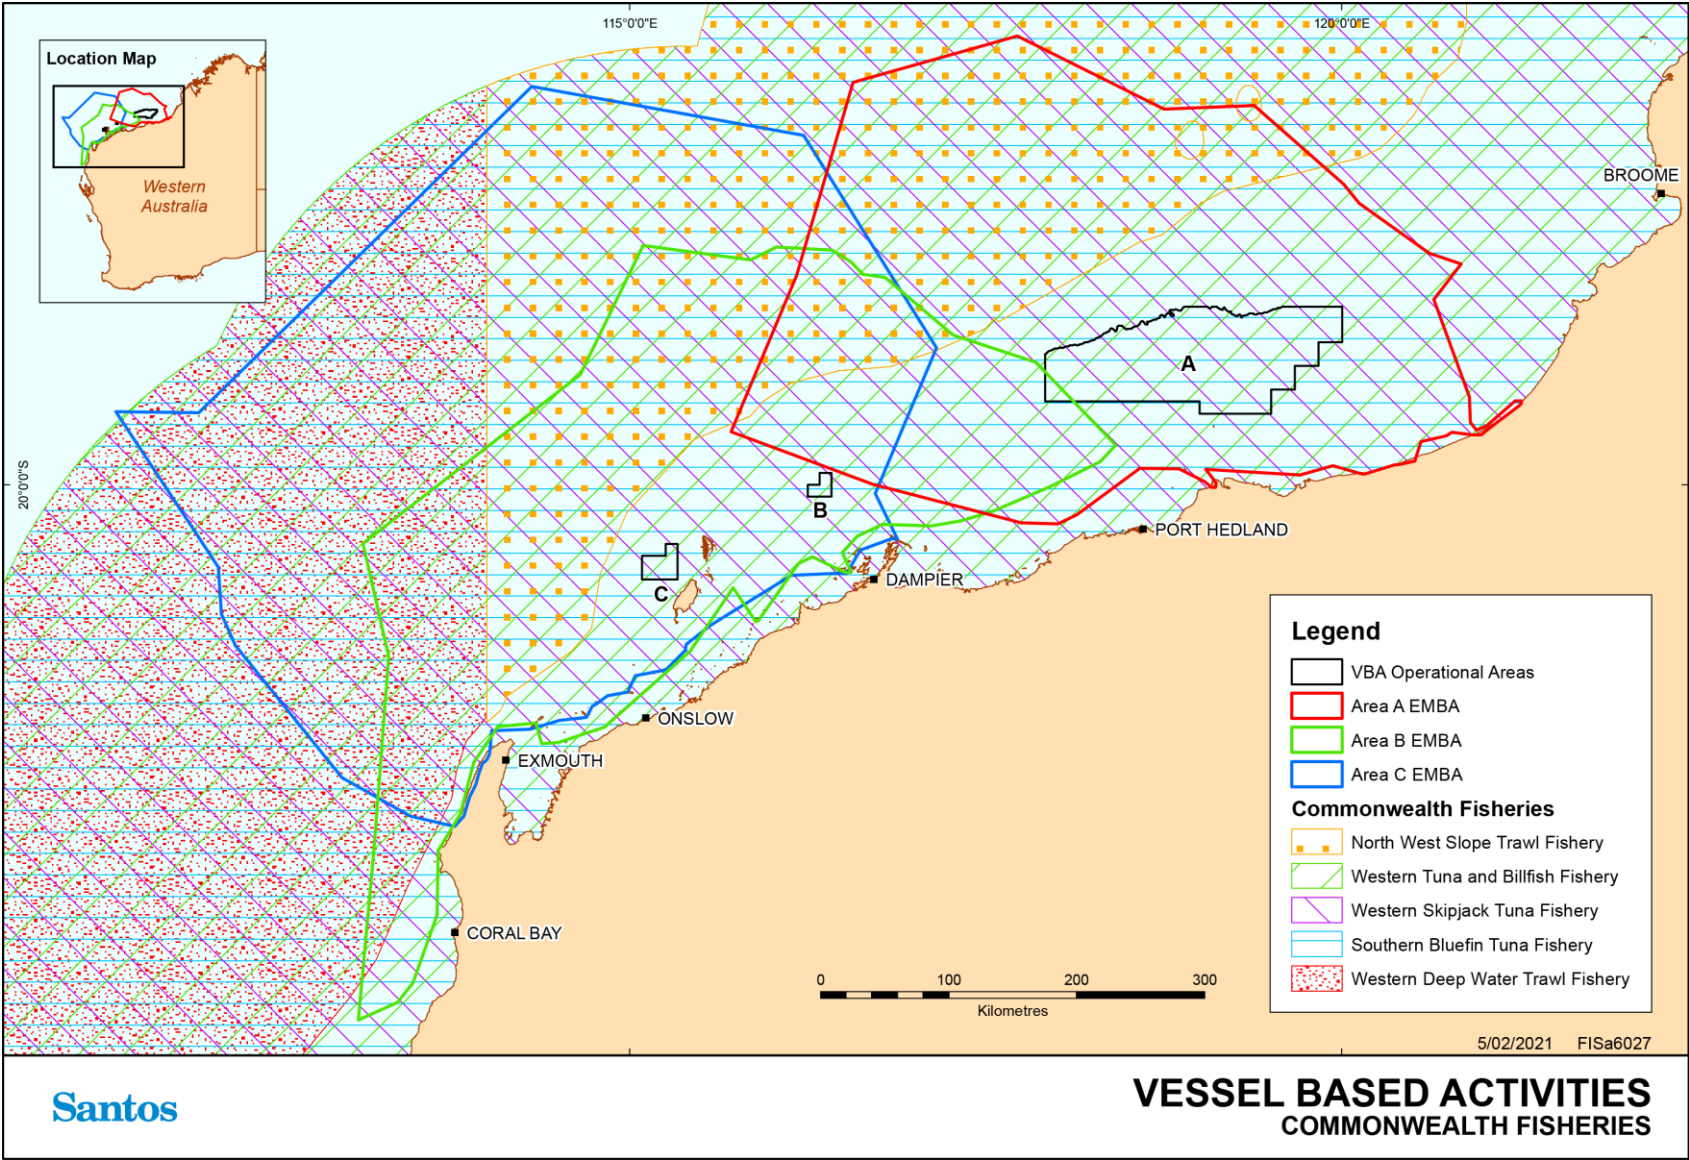 115°0'0"E
120°0'0"E
Location Map
Western
Australia
BROOME
A
20°0'0"S
B
PORT HEDLAND
C
DAMPIER
ONSLOW
EXMOUTH
CORAL BAY
0 100 200 300
Kilometres
Legend
VBA Operational Areas
Area A EMBA
Area B EMBA
Area C EMBA
Commonwealth Fisheries
North West Slope Trawl Fishery
Western Tuna and Billfish Fishery
Western Skipjack Tuna Fishery
Southern Bluefin Tuna Fishery
Western Deep Water Trawl Fishery
5/02/2021 FISa6027
Santos
VESSEL BASED ACTIVITIES
COMMONWEALTH FISHERIES